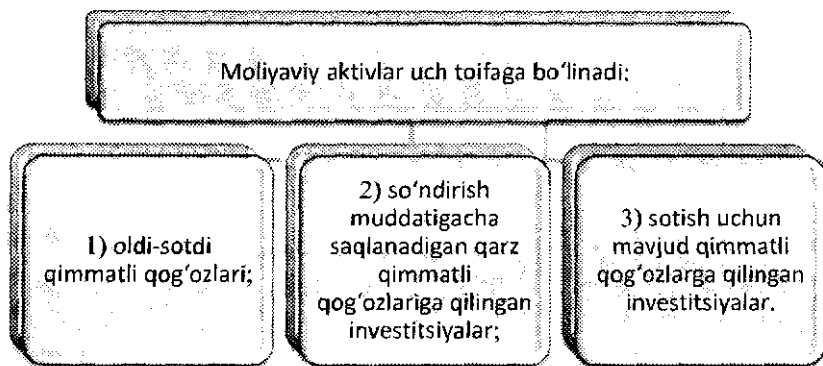 Moliyaviy aktivlar uch toifaga bo‘linadi:
1) oldi-sotdi
qimmatli qog‘ozlari;
2) so‘ndirish
muddatigacha
saqlanadigan qarz
qimmatli
qog‘ozlariga qilingan
investitsiyalar;
3) sotish uchun
mavjud qimmatli
qog‘ozlarga qilingan
investitsiyalar.